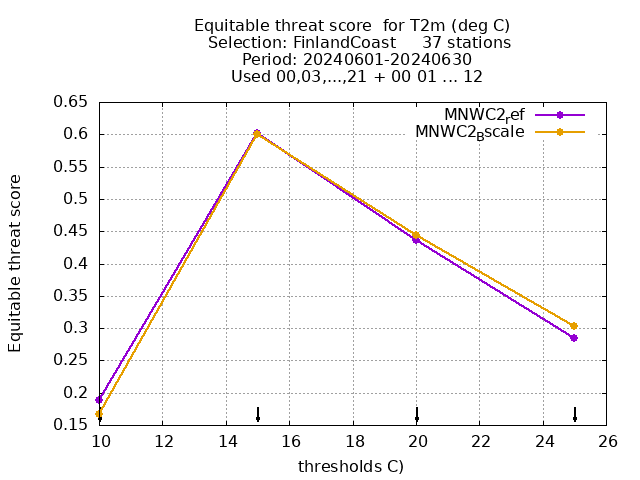 Equitable threat score  for T2m (deg C)
Selection: FinlandCoast     37 stations
Period: 20240601-20240630
Used 00,03,...,21 + 00 01 ... 12
MNWC2ref
MNWC2Bscale
Equitable threat score
0.65
0.6
0.55
0.5
0.45
0.4
0.35
0.3
0.25
0.2
0.15
10 12 14 16 18 20 22 24 26
thresholds C)